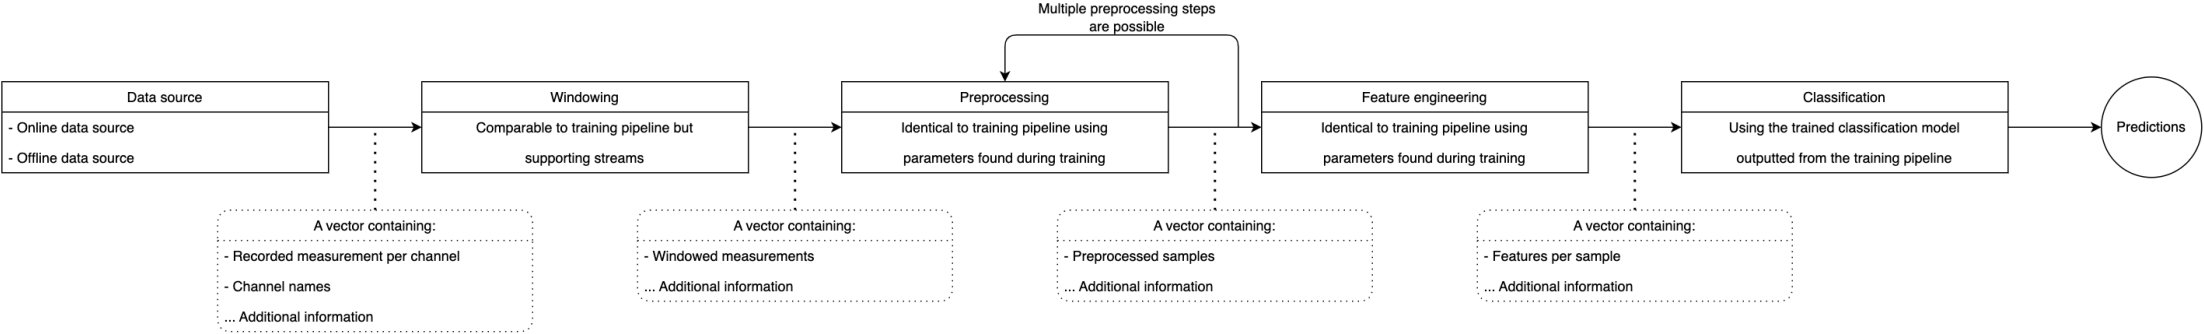 Multiple preprocessing steps
are possible
Data source
- Online data source
- Offline data source
Windowing
Comparable to training pipeline but
supporting streams
Preprocessing
Identical to training pipeline using
parameters found during training
Feature engineering
Identical to training pipeline using
parameters found during training
Classification
Using the trained classification model
outputted from the training pipeline
Predictions
A vector containing:
- Recorded measurement per channel
- Channel names
... Additional information
A vector containing:
- Windowed measurements
... Additional information
A vector containing:
- Preprocessed samples
... Additional information
A vector containing:
- Features per sample
... Additional information